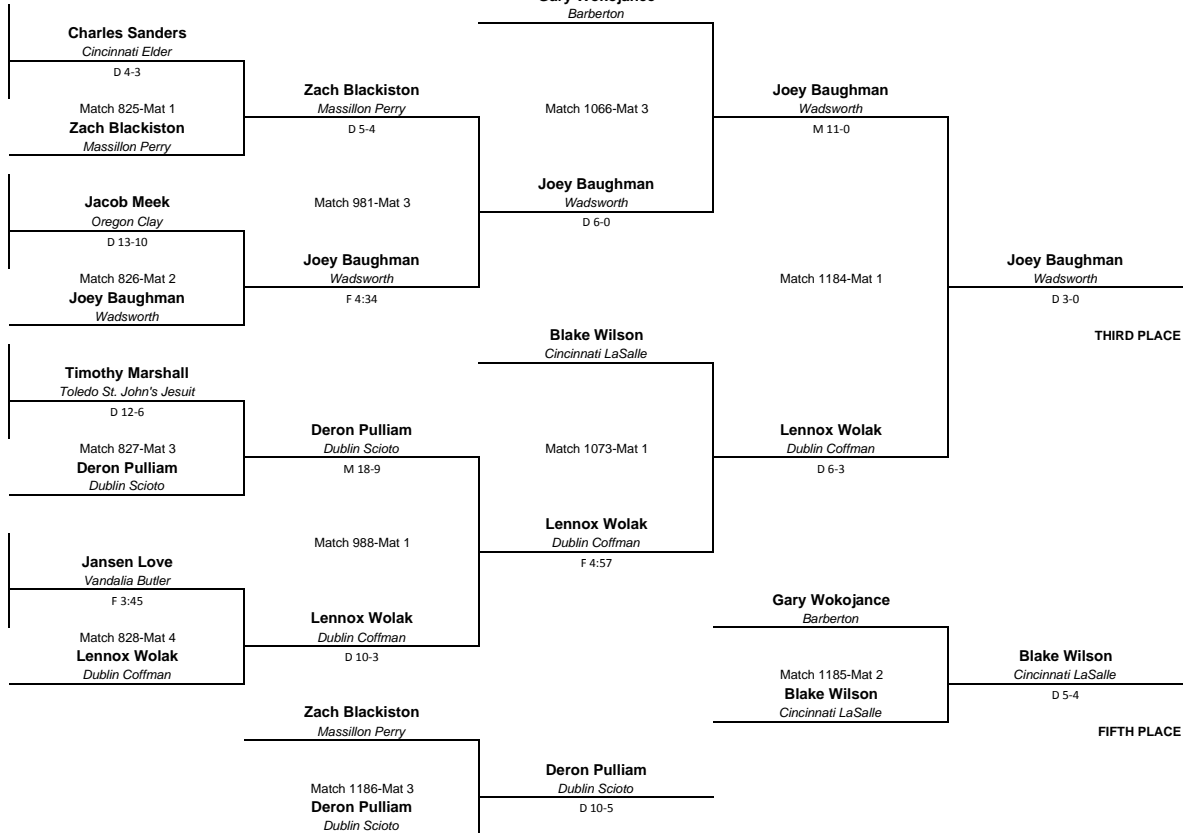 Gary Wokojance
Barberton
Charles Sanders
Cincinnati Elder
D 4-3
Match 825-Mat 1
Zach Blackiston
Massillon Perry
Zach Blackiston
Massillon Perry
D 5-4
Match 1066-Mat 3
Joey Baughman
Wadsworth
M 11-0
Jacob Meek
Oregon Clay
D 13-10
Match 826-Mat 2
Joey Baughman
Wadsworth
Match 981-Mat 3
Joey Baughman
Wadsworth
F 4:34
Joey Baughman
Wadsworth
D 6-0
Match 1184-Mat 1
Joey Baughman
Wadsworth
D 3-0
THIRD PLACE
Timothy Marshall
Toledo St. John's Jesuit
D 12-6
Match 827-Mat 3
Deron Pulliam
Dublin Scioto
Deron Pulliam
Dublin Scioto
M 18-9
Blake Wilson
Cincinnati LaSalle
Match 1073-Mat 1
Lennox Wolak
Dublin Coffman
D 6-3
Jansen Love
Vandalia Butler
F 3:45
Match 828-Mat 4
Lennox Wolak
Dublin Coffman
Match 988-Mat 1
Lennox Wolak
Dublin Coffman
D 10-3
Lennox Wolak
Dublin Coffman
F 4:57
Gary Wokojance
Barberton
Match 1185-Mat 2
Blake Wilson
Cincinnati LaSalle
Blake Wilson
Cincinnati LaSalle
D 5-4
FIFTH PLACE
Zach Blackiston
Massillon Perry
Match 1186-Mat 3
Deron Pulliam
Dublin Scioto
Deron Pulliam
Dublin Scioto
D 10-5